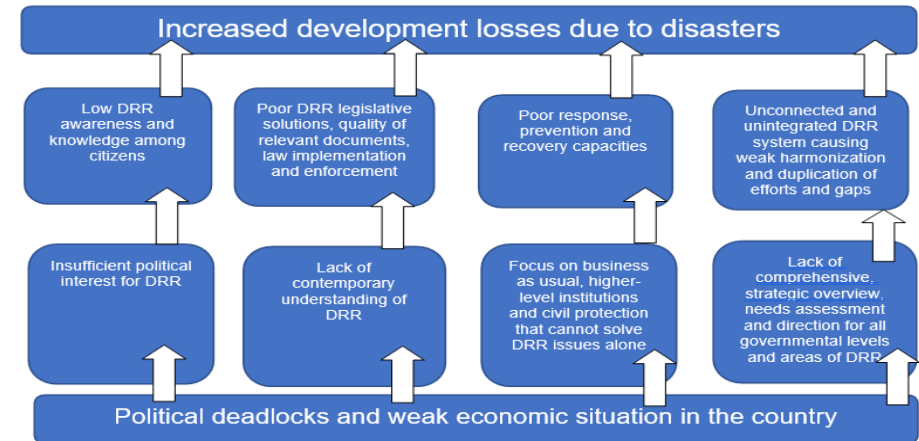 Increased development losses due to disasters
Low DRR
awareness and
knowledge among
citizens
Poor DRR legislative
solutions, quality of
relevant documents,
law implementation
and enforcement
Poor response,
prevention and
recovery capacities
Unconnected and
unintegrated DRR
system causing
weak harmonization
and duplication of
efforts and gaps
Insufficient political
interest for DRR
Lack of
contemporary
understanding of
DRR
Focus on business
as usual, higher-
level institutions
and civil protection
that cannot solve
DRR issues alone
Lack of
comprehensive,
strategic overview,
needs assessment
and direction for all
governmental levels
and areas of DRR
Political deadlocks and weak economic situation in the country